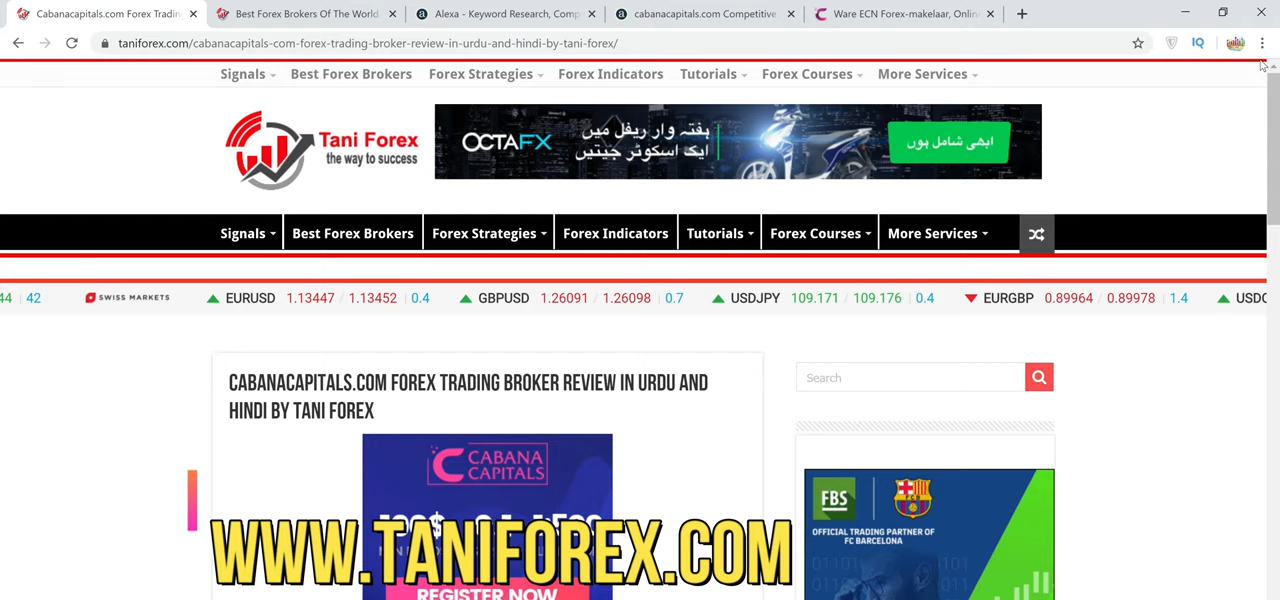 Cabanacapitals.com Forex Tradin
Best Forex Brokers Of The World
Alexa - Keyword Research, Comp
cabanacapitals.com Competitive
Ware ECN Forex-makelaar, Onlin
taniforex.com/cabanacapitals-com-forex-trading-broker-review-in-urdu-and-hindi-by-tani-forex/
IQ
Signals Best Forex Brokers Forex Strategies Forex Indicators Tutorials Forex Courses More Services
Tani Forex
the way to success
OCTAFX
ہفتہ وار ریفل میں
ایک اسکوٹر جیتیں
ابھی شامل ہوں
Signals Best Forex Brokers Forex Strategies Forex Indicators Tutorials Forex Courses More Services
44 | 42 SWISS MARKETS EURUSD 1.13447 / 1.13452 | 0.4 GBPUSD 1.26091 / 1.26098 | 0.7 USDJPY 109.171 / 109.176 | 0.4 EURGBP 0.89964 / 0.89978 | 1.4
CABANACAPITALS.COM FOREX TRADING BROKER REVIEW IN URDU AND
HINDI BY TANI FOREX
Search
CABANA
CAPITALS
WWW.TANIFOREX.COM
REGISTER NOW
FBS
OFFICIAL TRADING PARTNER OF
FC BARCELONA